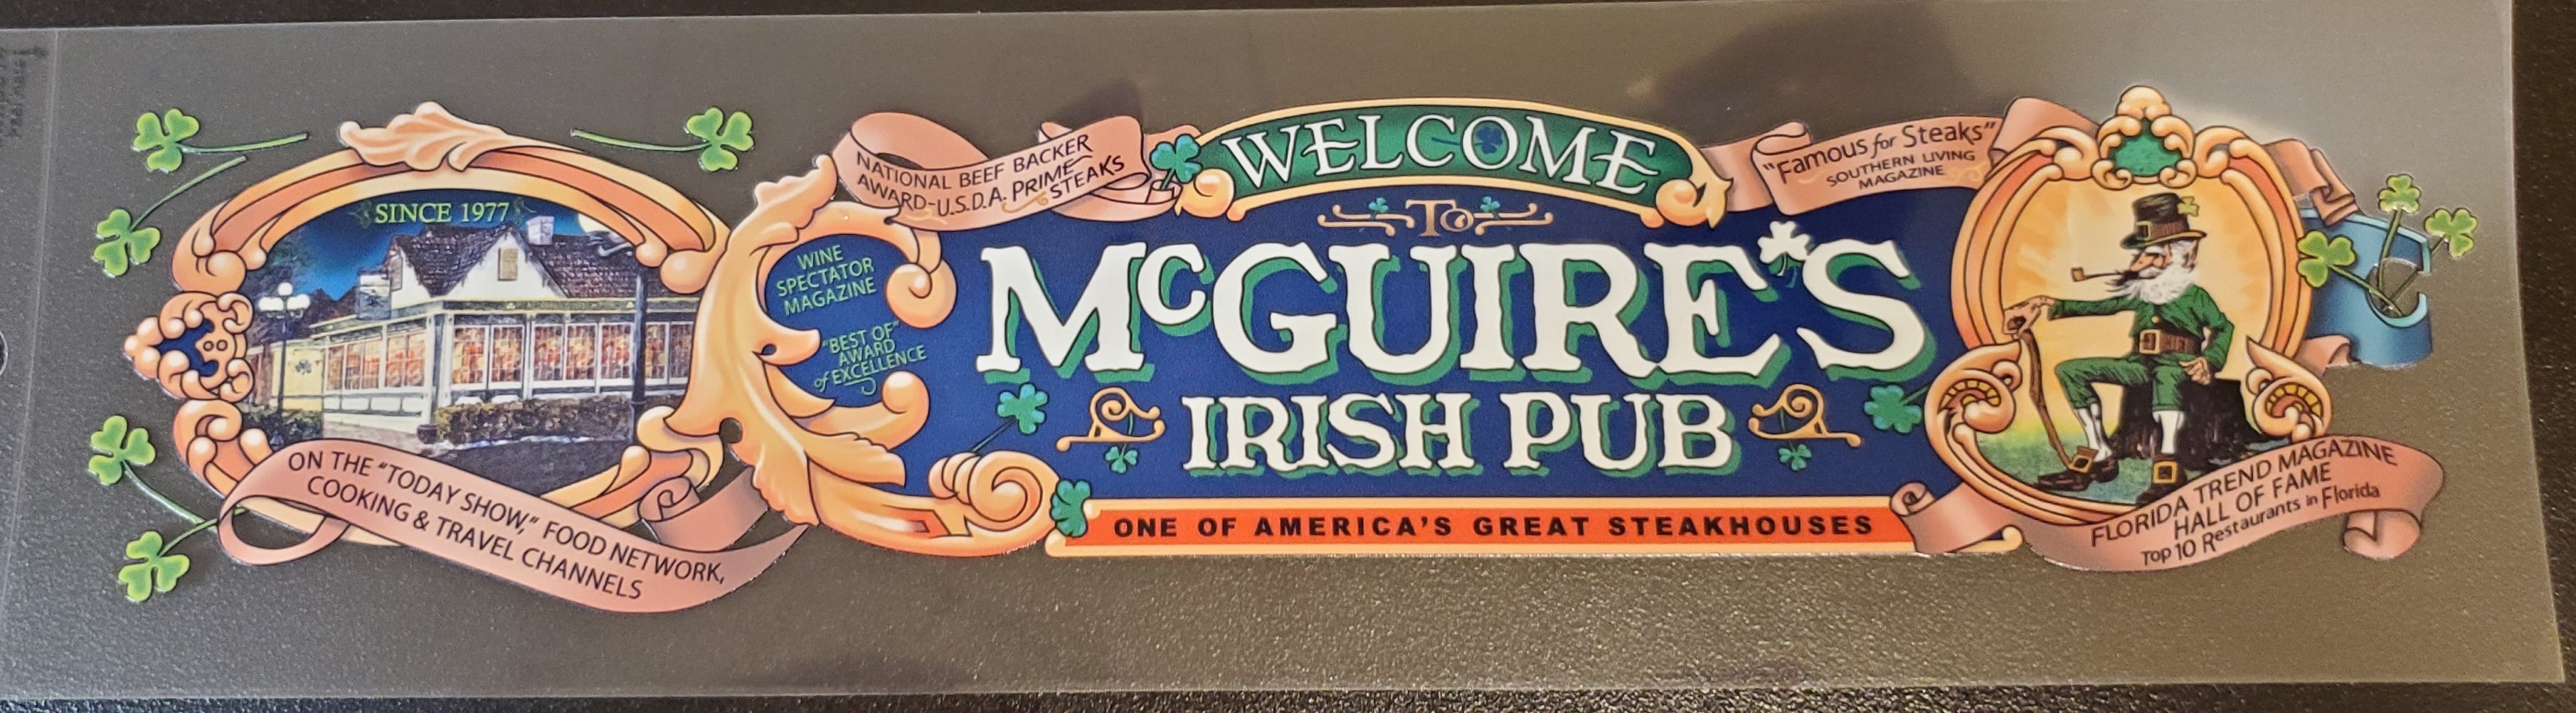 SINCE 1977
ON THE "TODAY SHOW," FOOD NETWORK,
COOKING & TRAVEL CHANNELS
WINE
SPECTATOR
MAGAZINE
"BEST OF"
AWARD
of EXCELLENCE
NATIONAL BEEF BACKER
AWARD-U.S.D.A. PRIME
STEAKS
WELCOME
TO
McGUIRE'S
IRISH PUB
ONE OF AMERICA'S GREAT STEAKHOUSES
"Famous for Steaks"
SOUTHERN LIVING
MAGAZINE
FLORIDA TREND MAGAZINE
HALL OF FAME
Top 10 Restaurants in Florida